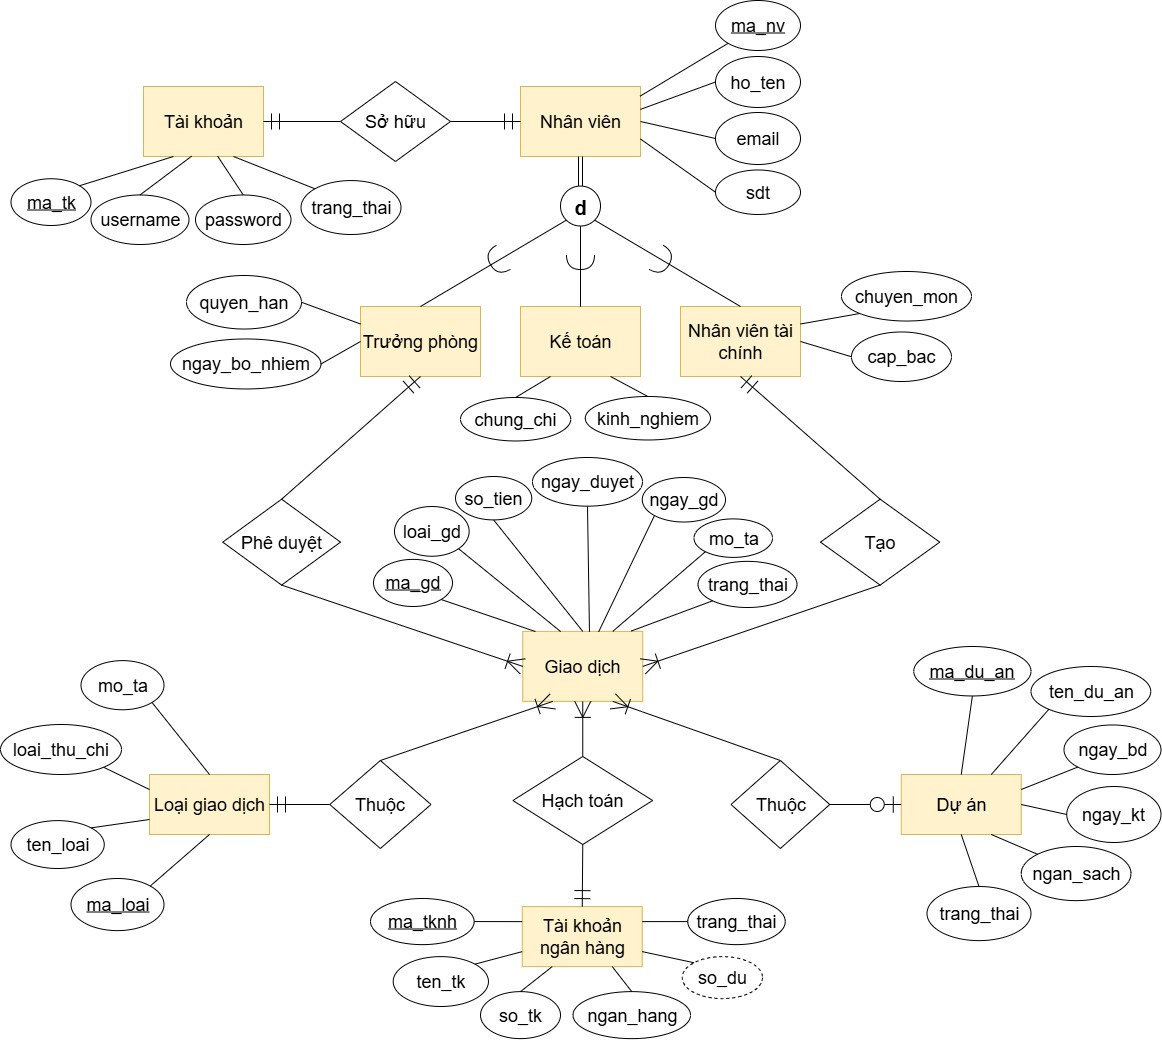 ma_nv
ho_ten
Tài khoản
Sở hữu
Nhân viên
email
sdt
ma_tk
username
password
trang_thai
d
quyen_han
ngay_bo_nhiem
Trưởng phòng
Kế toán
Nhân viên tài
chính
chuyen_mon
cap_bac
chung_chi
kinh_nghiem
Phê duyệt
ma_gd
loai_gd
so_tien
ngay_duyet
ngay_gd
mo_ta
trang_thai
Tạo
Giao dịch
mo_ta
loai_thu_chi
ten_loai
ma_loai
Loại giao dịch
Thuộc
Hạch toán
Thuộc
Dự án
ma_du_an
ten_du_an
ngay_bd
ngay_kt
ngan_sach
trang_thai
Tài khoản
ngân hàng
ma_tknh
ten_tk
so_tk
ngan_hang
so_du
trang_thai